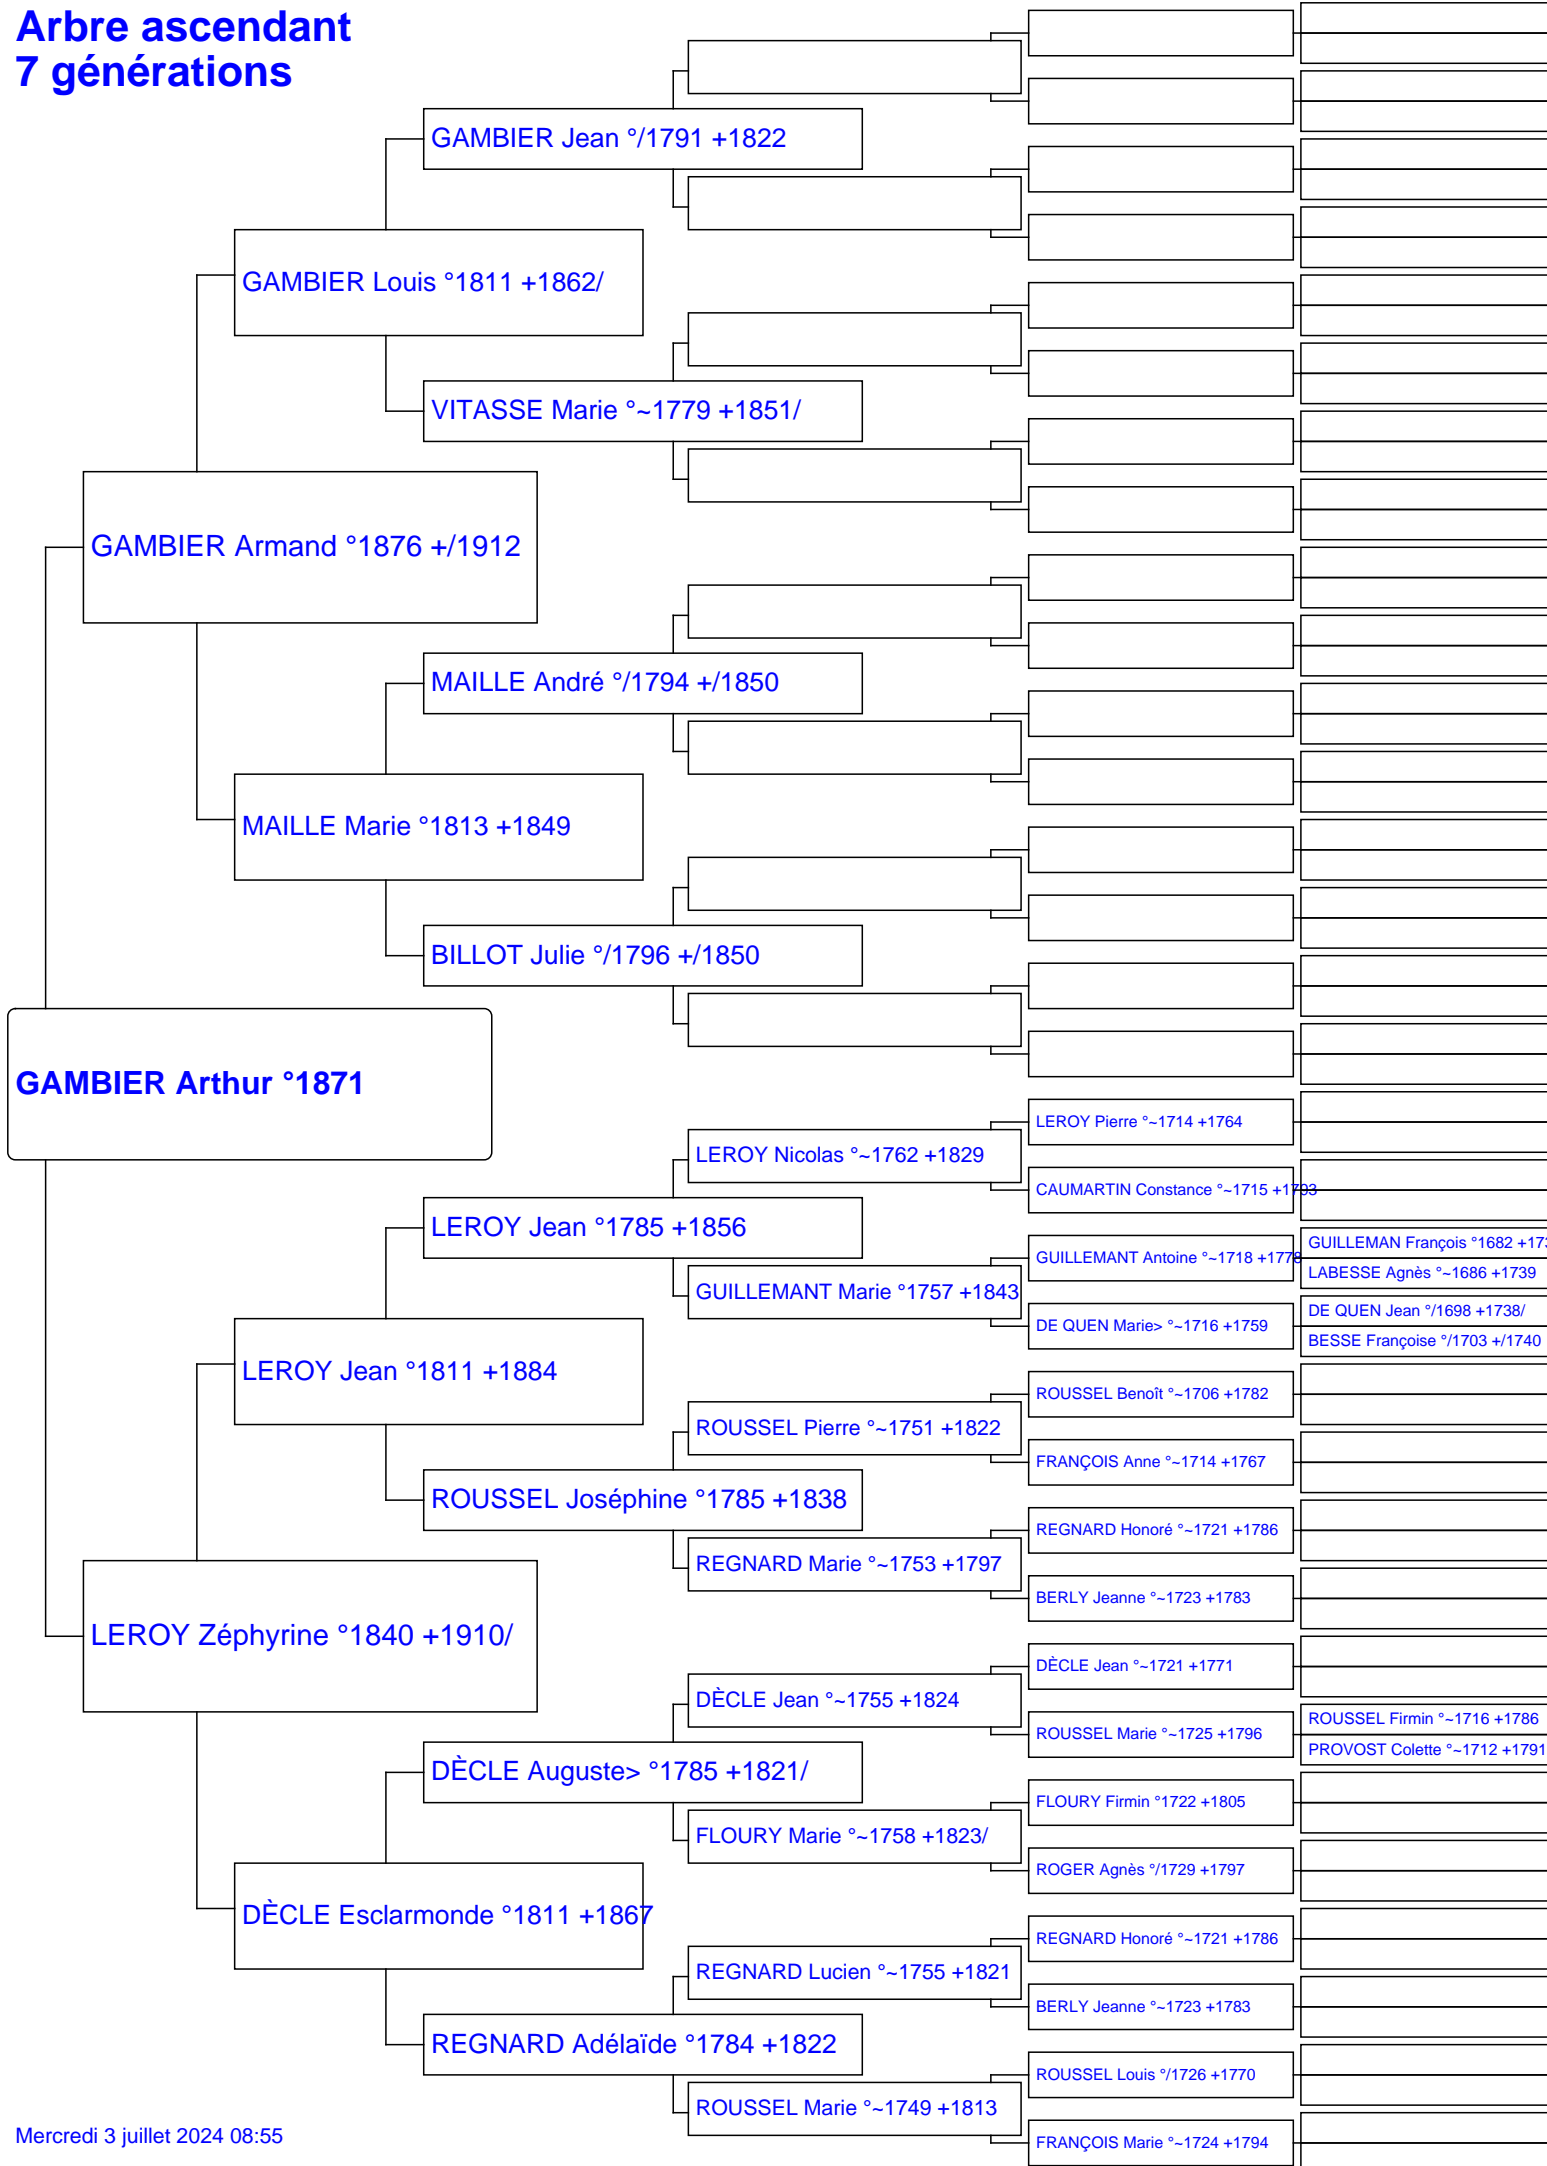 Arbre ascendant
7 générations
GAMBIER Jean °/1791 +1822
GAMBIER Louis °1811 +1862/
VITASSE Marie °~1779 +1851/
GAMBIER Armand °1876 +/1912
MAILLE André °/1794 +/1850
MAILLE Marie °1813 +1849
BILLOT Julie °/1796 +/1850
GAMBIER Arthur °1871
LEROY Pierre °~1714 +1764
LEROY Nicolas °~1762 +1829
CAUMARTIN Constance °~1715 +1793
LEROY Jean °1785 +1856
GUILLEMAN François °1682 +173
GUILLEMANT Antoine °~1718 +1778
LABESSE Agnès °~1686 +1739
GUILLEMANT Marie °1757 +1843
DE QUEN Jean °/1698 +1738/
DE QUEN Marie> °~1716 +1759
BESSE Françoise °/1703 +/1740
LEROY Jean °1811 +1884
ROUSSEL Benoît °~1706 +1782
ROUSSEL Pierre °~1751 +1822
FRANÇOIS Anne °~1714 +1767
ROUSSEL Joséphine °1785 +1838
REGNARD Honoré °~1721 +1786
REGNARD Marie °~1753 +1797
BERLY Jeanne °~1723 +1783
LEROY Zéphyrine °1840 +1910/
DÈCLE Jean °~1721 +1771
DÈCLE Jean °~1755 +1824
ROUSSEL Firmin °~1716 +1786
ROUSSEL Marie °~1725 +1796
PROVOST Colette °~1712 +1791
DÈCLE Auguste> °1785 +1821/
FLOURY Firmin °1722 +1805
FLOURY Marie °~1758 +1823/
ROGER Agnès °/1729 +1797
DÈCLE Esclarmonde °1811 +1867
REGNARD Honoré °~1721 +1786
REGNARD Lucien °~1755 +1821
BERLY Jeanne °~1723 +1783
REGNARD Adélaïde °1784 +1822
ROUSSEL Louis °/1726 +1770
ROUSSEL Marie °~1749 +1813
FRANÇOIS Marie °~1724 +1794
Mercredi 3 juillet 2024 08:55